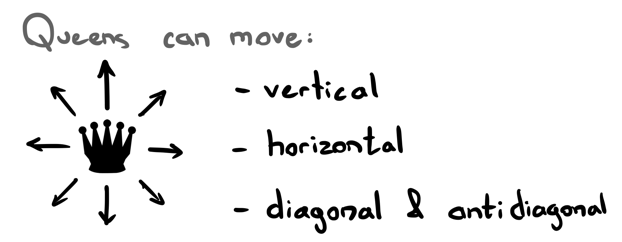 Queens can move:
- vertical
- horizontal
- diagonal & antidiagonal